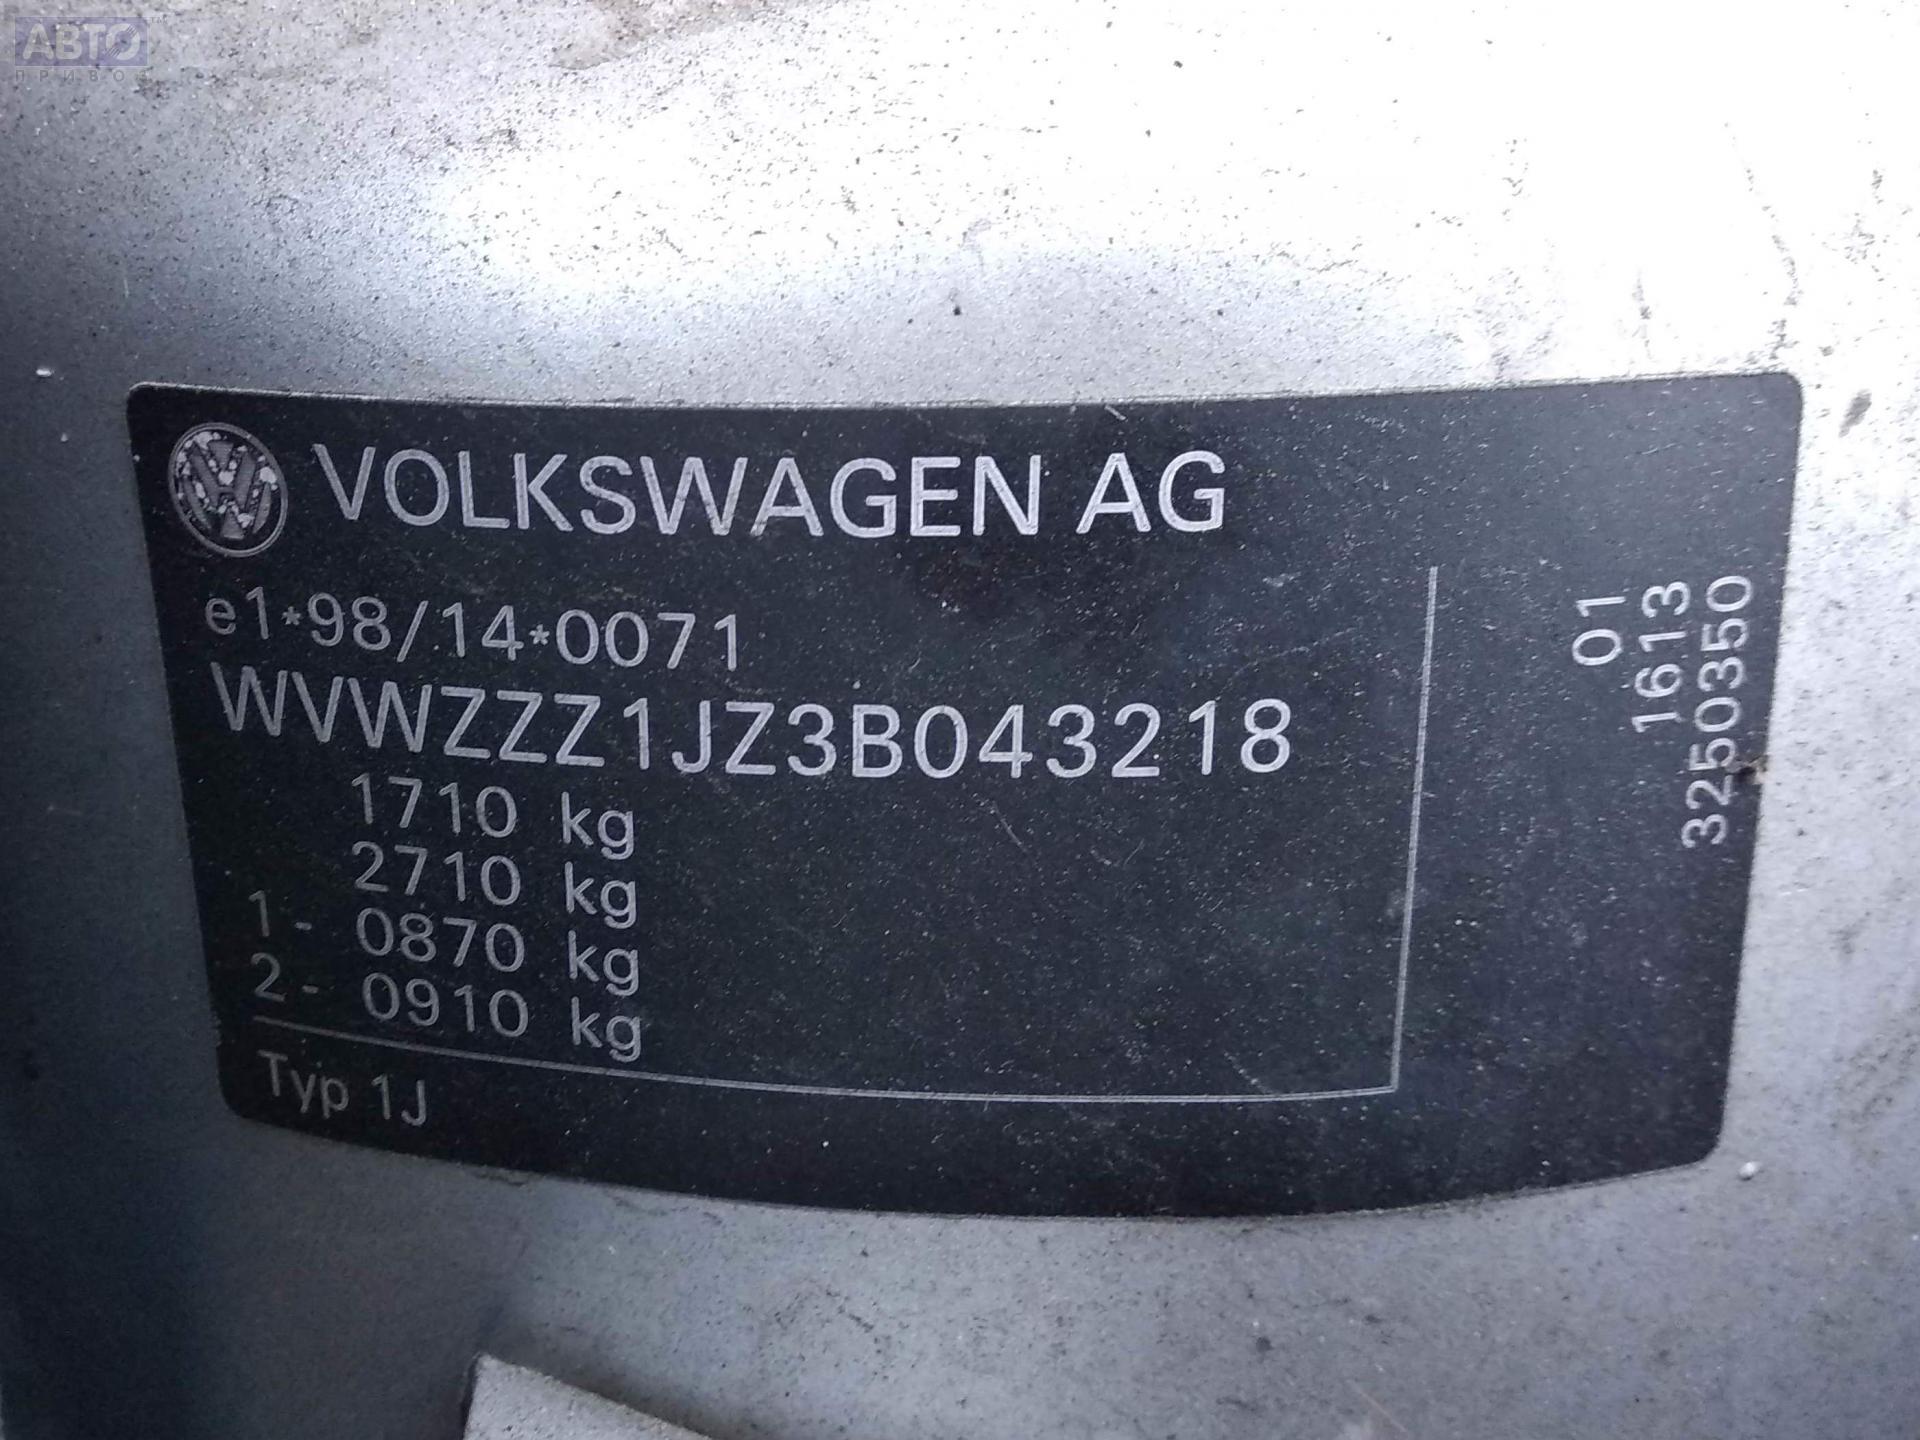 АВТО
ПРИВОЗ
VOLKSWAGEN AG
e1*98/14*0071
WVWZZZ1JZ3B043218
1710 kg
2710 kg
1- 0870 kg
2- 0910 kg
Typ 1J
01
1613
3250350